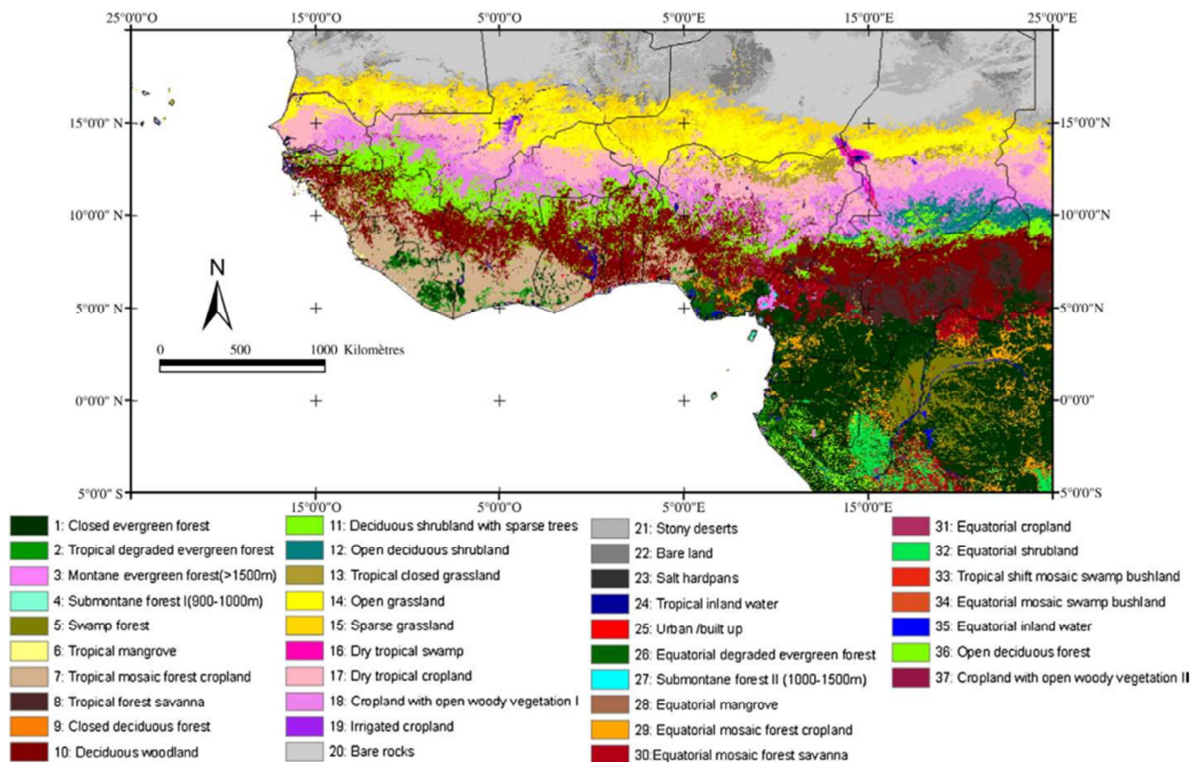 25°0'0"O 15°0'0"O 5°0'0"O 5°0'0"E 15°0'0"E 25°0'0"E
15°0'0"N 15°0'0"N
10°0'0" N 10°0'0"N
N
5°0'0"N 5°0'0"N
0 500 1000 Kilomètres
0°0'0" N 0°0'0"N
5°0'0" S 5°0'0"S
15°0'0"O 5°0'0"O 5°0'0"E 15°0'0"E
1: Closed evergreen forest
2: Tropical degraded evergreen forest
3: Montane evergreen forest(>1500m)
4: Submontane forest I(900-1000m)
5: Swamp forest
6: Tropical mangrove
7: Tropical mosaic forest cropland
8: Tropical forest savanna
9: Closed deciduous forest
10: Deciduous woodland
11: Deciduous shrubland with sparse trees
12: Open deciduous shrubland
13: Tropical closed grassland
14: Open grassland
15: Sparse grassland
16: Dry tropical swamp
17: Dry tropical cropland
18: Cropland with open woody vegetation I
19: Irrigated cropland
20: Bare rocks
21: Stony deserts
22: Bare land
23: Salt hardpans
24: Tropical inland water
25: Urban /built up
26: Equatorial degraded evergreen forest
27: Submontane forest II (1000-1500m)
28: Equatorial mangrove
29: Equatorial mosaic forest cropland
30:Equatorial mosaic forest savanna
31: Equatorial cropland
32: Equatorial shrubland
33: Tropical shift mosaic swamp bushland
34: Equatorial mosaic swamp bushland
35: Equatorial inland water
36: Open deciduous forest
37: Cropland with open woody vegetation II